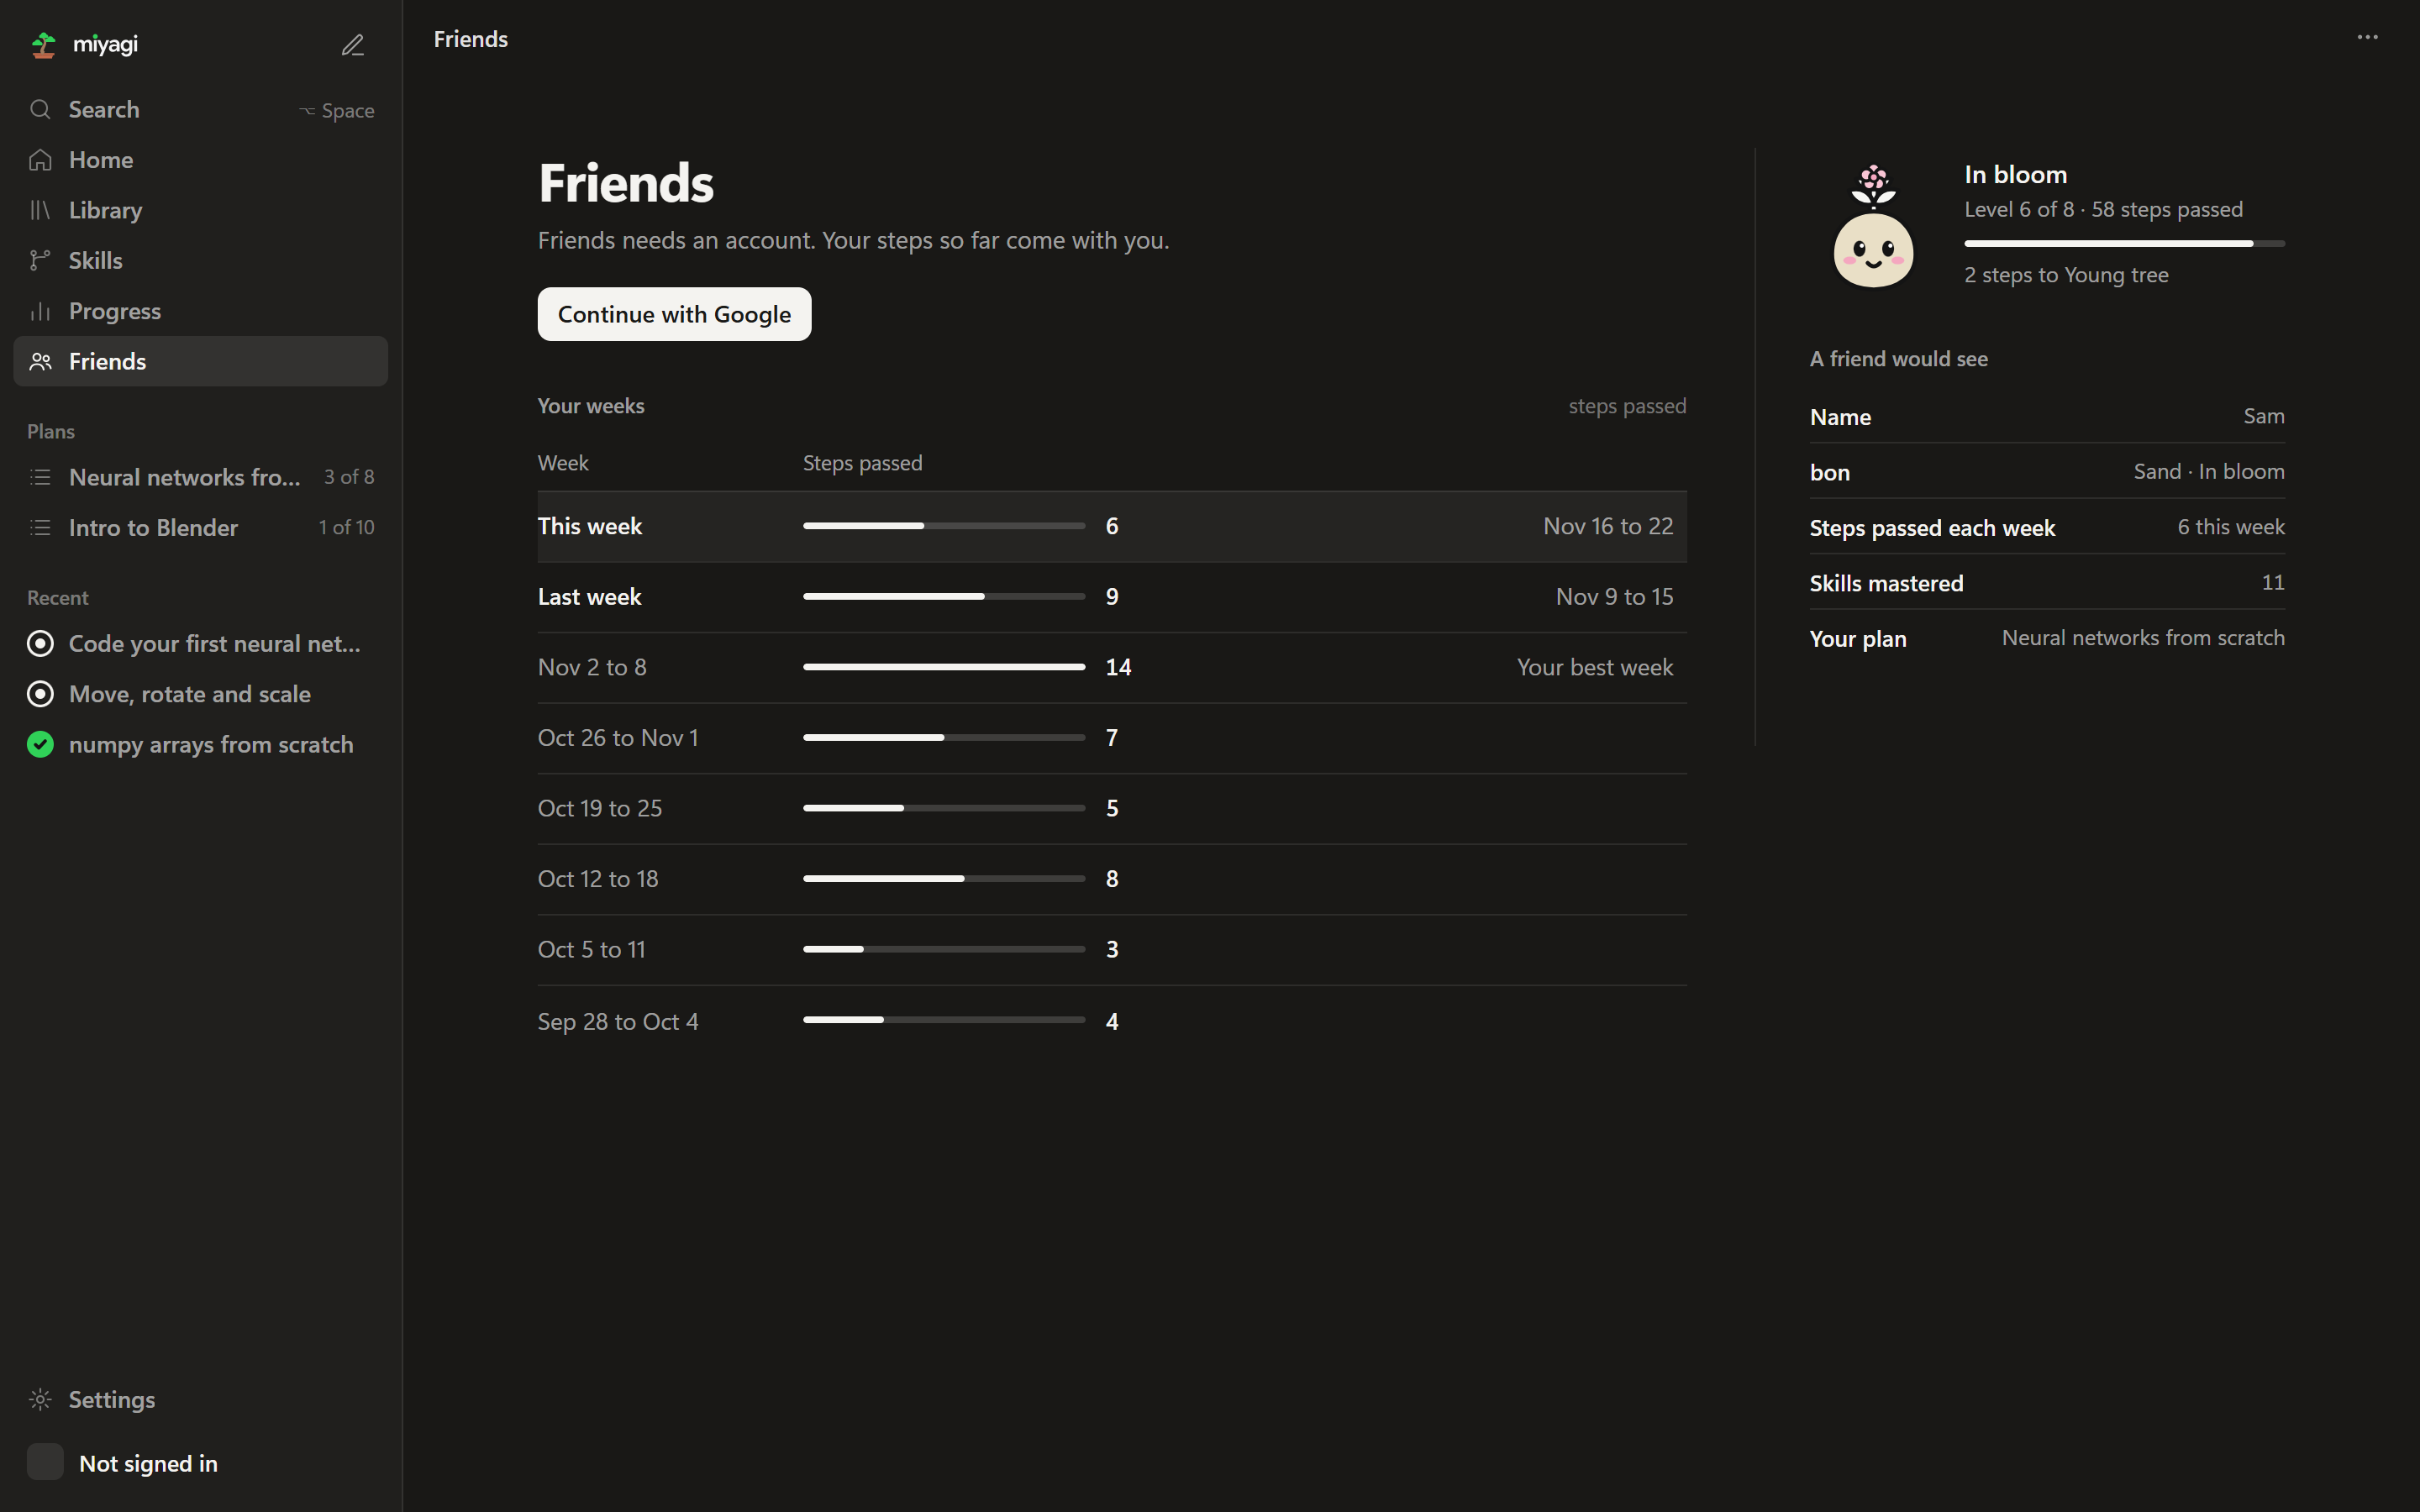 miyagi
Search ⌥ Space
Home
Library
Skills
Progress
Friends
Plans
Neural networks fro... 3 of 8
Intro to Blender 1 of 10
Recent
Code your first neural net...
Move, rotate and scale
numpy arrays from scratch
Settings
Not signed in
Friends
Friends
Friends needs an account. Your steps so far come with you.
Continue with Google
Your weeks steps passed
Week Steps passed
This week 6 Nov 16 to 22
Last week 9 Nov 9 to 15
Nov 2 to 8 14 Your best week
Oct 26 to Nov 1 7
Oct 19 to 25 5
Oct 12 to 18 8
Oct 5 to 11 3
Sep 28 to Oct 4 4
In bloom
Level 6 of 8 · 58 steps passed
2 steps to Young tree
A friend would see
Name Sam
bon Sand · In bloom
Steps passed each week 6 this week
Skills mastered 11
Your plan Neural networks from scratch